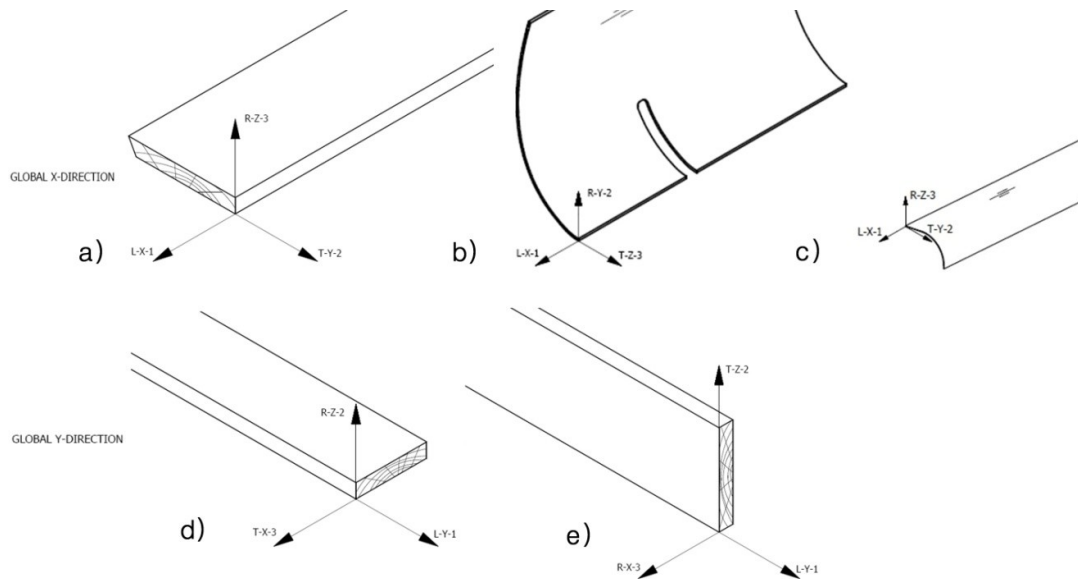 R-Z-3
GLOBAL X-DIRECTION
L-X-1
T-Y-2
a)
R-Y-2
L-X-1
T-Z-3
b)
R-Z-3
L-X-1
T-Y-2
c)
R-Z-2
GLOBAL Y-DIRECTION
T-X-3
L-Y-1
d)
T-Z-2
R-X-3
L-Y-1
e)